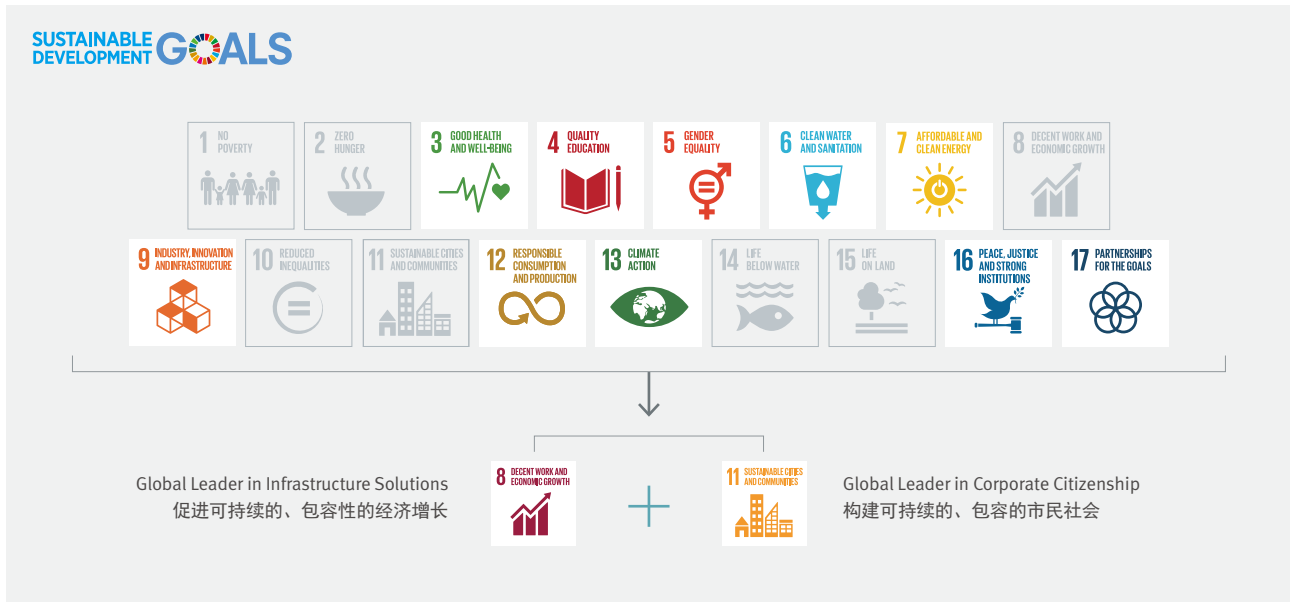 SUSTAINABLE
DEVELOPMENT
GOALS
1 NO
POVERTY
2 ZERO
HUNGER
3 GOOD HEALTH
AND WELL-BEING
4 QUALITY
EDUCATION
5 GENDER
EQUALITY
6 CLEAN WATER
AND SANITATION
7 AFFORDABLE AND
CLEAN ENERGY
8 DECENT WORK AND
ECONOMIC GROWTH
9 INDUSTRY, INNOVATION
AND INFRASTRUCTURE
10 REDUCED
INEQUALITIES
11 SUSTAINABLE CITIES
AND COMMUNITIES
12 RESPONSIBLE
CONSUMPTION
AND PRODUCTION
13 CLIMATE
ACTION
14 LIFE
BELOW WATER
15 LIFE
ON LAND
16 PEACE, JUSTICE
AND STRONG
INSTITUTIONS
17 PARTNERSHIPS
FOR THE GOALS
Global Leader in Infrastructure Solutions
促进可持续的、包容性的经济增长
8 DECENT WORK AND
ECONOMIC GROWTH
11 SUSTAINABLE CITIES
AND COMMUNITIES
Global Leader in Corporate Citizenship
构建可持续的、包容的市民社会